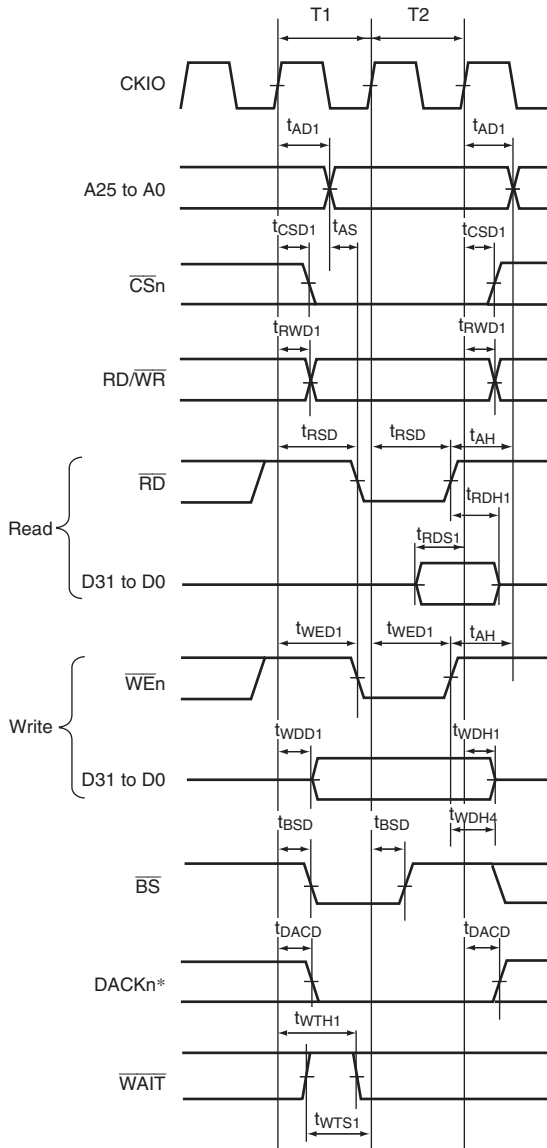 T1 T2
CKIO
tAD1 tAD1
A25 to A0
tCSD1 tAS tCSD1
CSn
tRWD1 tRWD1
RD/WR
tRSD tRSD tAH
RD
tRDH1
Read
tRDS1
D31 to D0
tWED1 tWED1 tAH
WEn
Write
tWDD1 tWDH1
D31 to D0
tWDH4
tBSD tBSD
BS
tDACD tDACD
DACKn*
tWTH1
WAIT
tWTS1